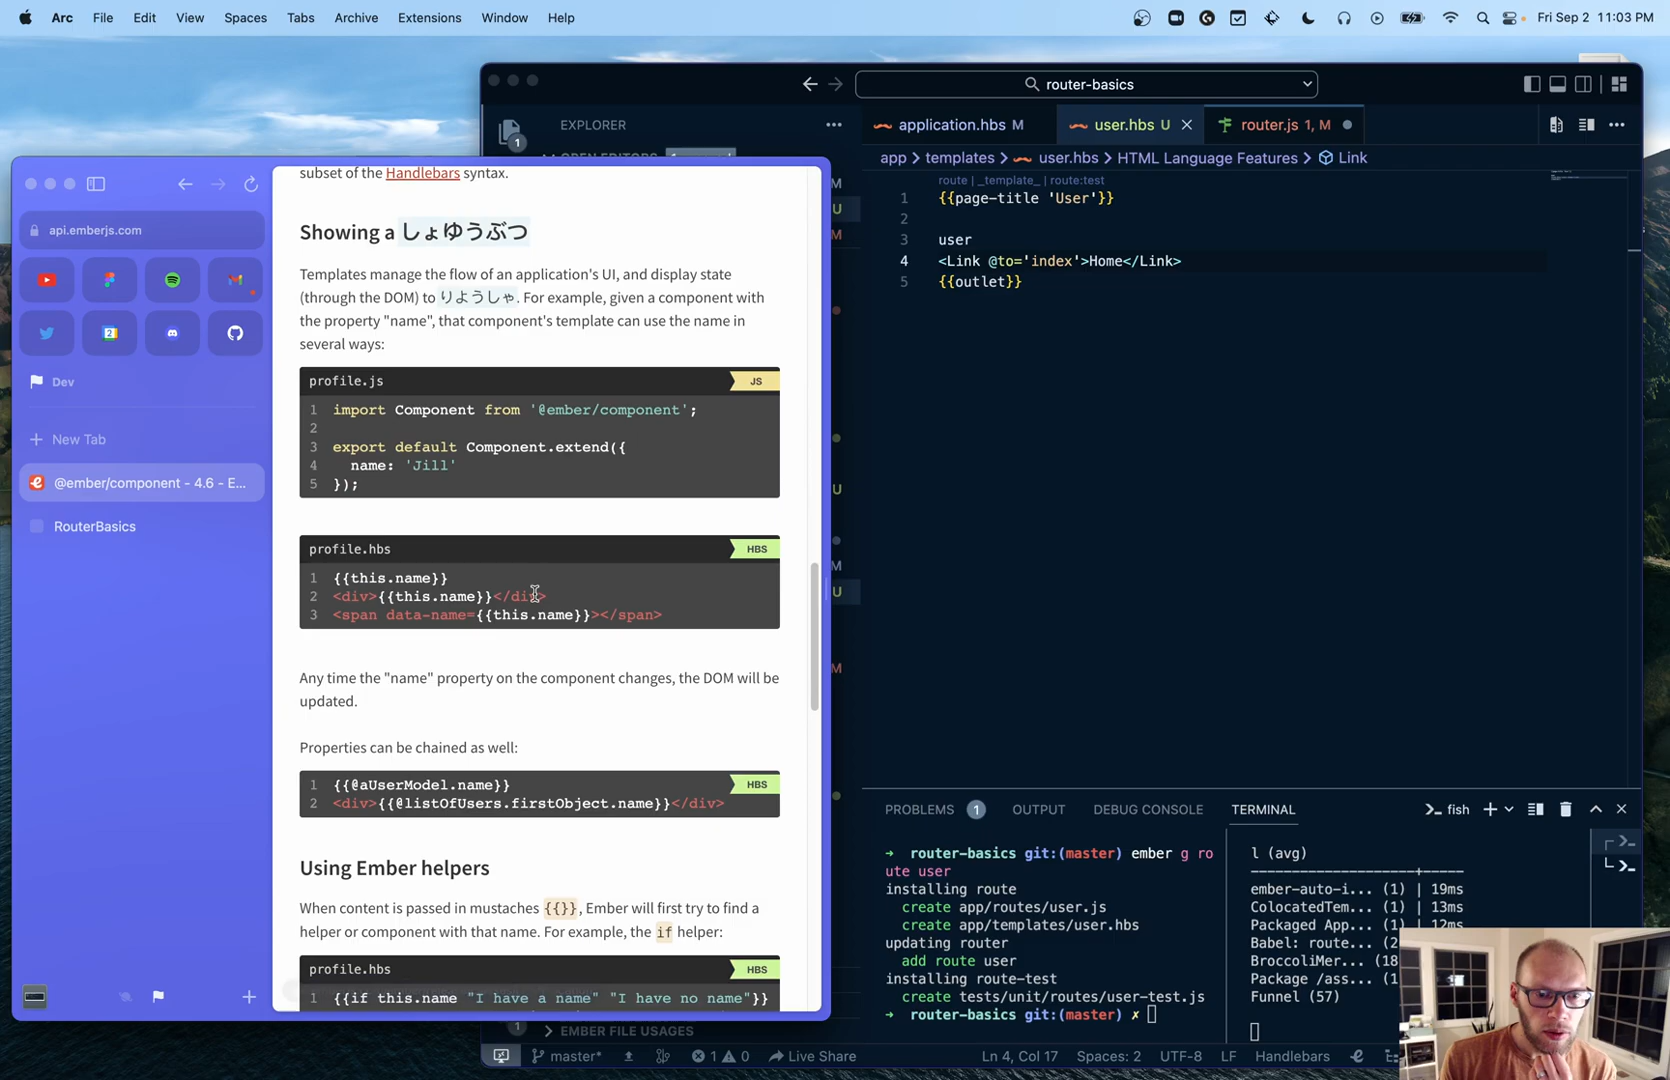 Arc File Edit View Spaces Tabs Archive Extensions Window Help
Fri Sep 2 11:03 PM
router-basics
EXPLORER
application.hbs M
user.hbs U
router.js 1, M
app > templates > user.hbs > HTML Language Features > Link
route | _template_ | route:test
1 {{page-title 'User'}}
2
3 user
4 <Link @to='index'>Home</Link>
5 {{outlet}}
api.emberjs.com
Dev
New Tab
@ember/component - 4.6 - E...
RouterBasics
subset of the Handlebars syntax.
Showing a しょゆうぶつ
Templates manage the flow of an application's UI, and display state
(through the DOM) to りようしゃ. For example, given a component with
the property "name", that component's template can use the name in
several ways:
profile.js JS
1 import Component from '@ember/component';
2
3 export default Component.extend({
4 name: 'Jill'
5 });
profile.hbs HBS
1 {{this.name}}
2 <div>{{this.name}}</div>
3 <span data-name={{this.name}}></span>
Any time the "name" property on the component changes, the DOM will be
updated.
Properties can be chained as well:
1 {{@aUserModel.name}} HBS
2 <div>{{@listOfUsers.firstObject.name}}</div>
Using Ember helpers
When content is passed in mustaches {{}}, Ember will first try to find a
helper or component with that name. For example, the if helper:
profile.hbs HBS
1 {{if this.name "I have a name" "I have no name"}}
PROBLEMS 1 OUTPUT DEBUG CONSOLE TERMINAL
fish
→ router-basics git:(master) ember g ro
ute user
installing route
create app/routes/user.js
create app/templates/user.hbs
updating router
add route user
installing route-test
create tests/unit/routes/user-test.js
→ router-basics git:(master) ✗
l (avg)
--------------------+-----
ember-auto-i... (1) | 19ms
ColocatedTem... (1) | 13ms
Packaged App... (1) | 12ms
Babel: route... (2
BroccoliMer... (18
Package /ass... (1
Funnel (57)
EMBER FILE USAGES
master* 1 0 Live Share
Ln 4, Col 17 Spaces: 2 UTF-8 LF Handlebars